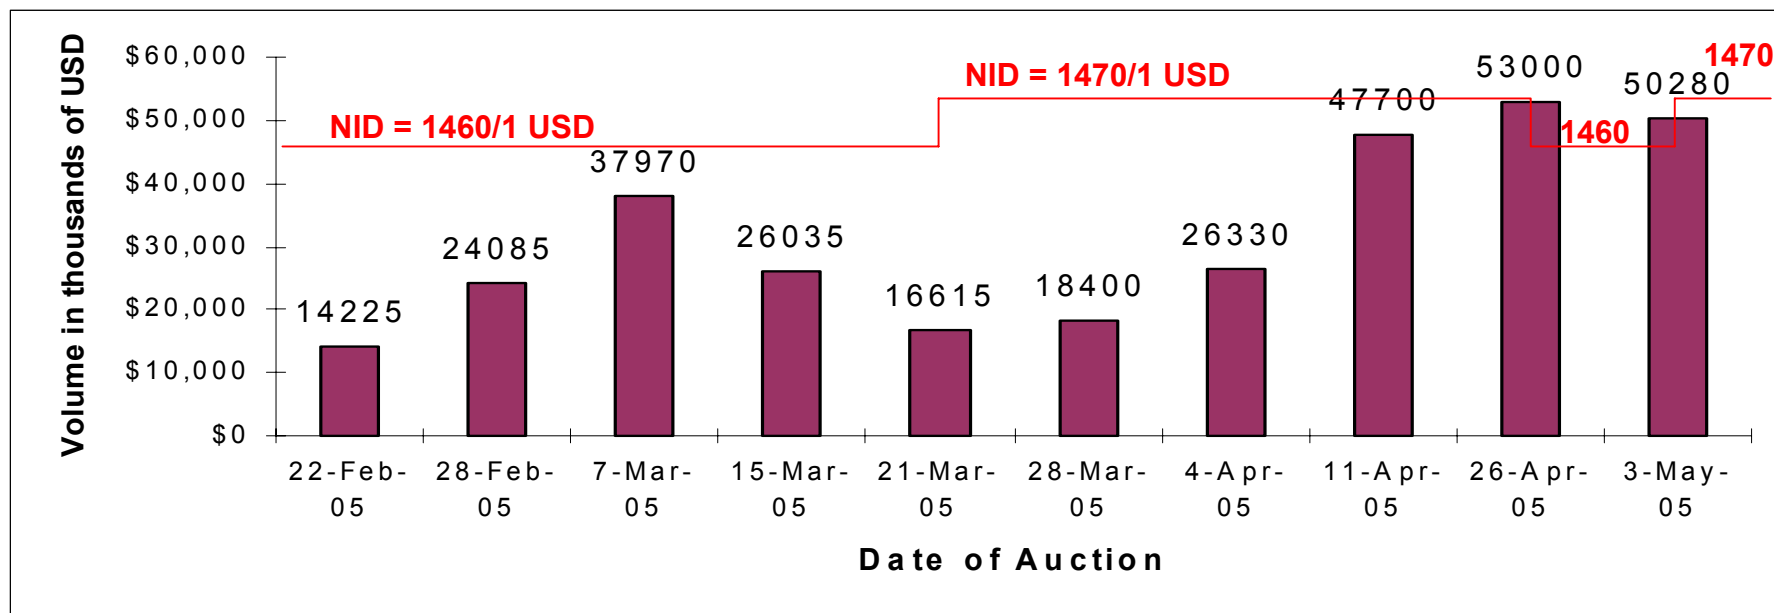 Volume in thousands of USD
$60,000
$50,000
$40,000
$30,000
$20,000
$10,000
$0
NID = 1460/1 USD
NID = 1470/1 USD
1460
1470
14225
24085
37970
26035
16615
18400
26330
47700
53000
50280
22-Feb-
05
28-Feb-
05
7-Mar-
05
15-Mar-
05
21-Mar-
05
28-Mar-
05
4-Apr-
05
11-Apr-
05
26-Apr-
05
3-May-
05
Date of Auction